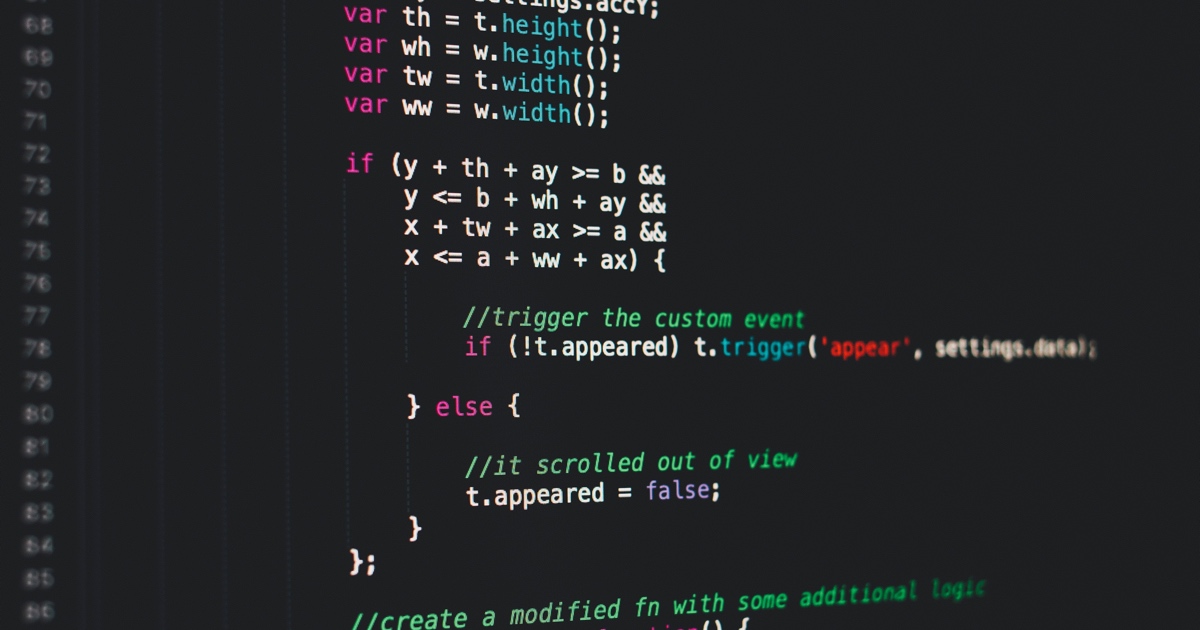 68
69
70
71
72
73
74
75
76
77
78
79
80
81
82
83
84
85
86
settings.accY;
var th = t.height();
var wh = w.height();
var tw = t.width();
var ww = w.width();
if (y + th + ay >= b &&
y <= b + wh + ay &&
x + tw + ax >= a &&
x <= a + ww + ax) {
//trigger the custom event
if (!t.appeared) t.trigger('appear', settings.data);
} else {
//it scrolled out of view
t.appeared = false;
}
};
//create a modified fn with some additional logic
() {